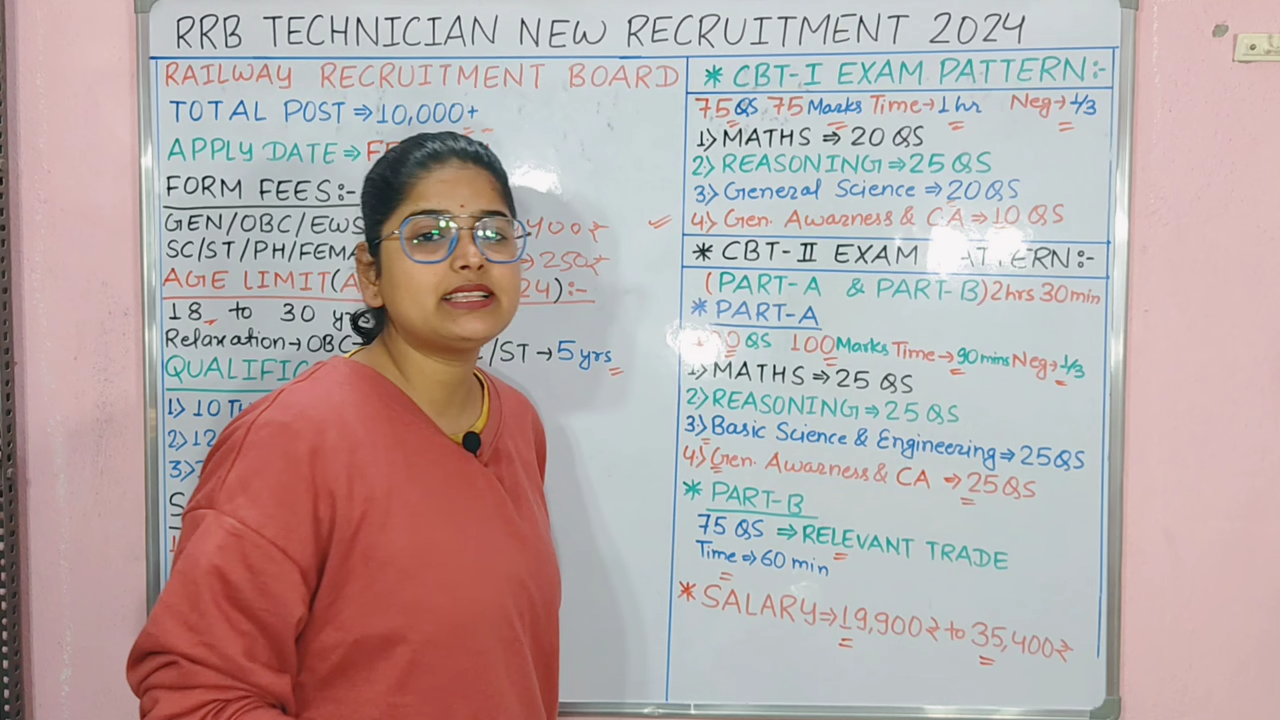 RRB TECHNICIAN NEW RECRUITMENT 2024
RAILWAY RECRUITMENT BOARD
TOTAL POST ⇒ 10,000+
APPLY DATE ⇒
FORM FEES:-
GEN/OBC/EWS 400₹ ✓
SC/ST/PH/FEMA → 250₹
AGE LIMIT(A 24):-
18 to 30 yrs
Relaxation → OBC- /ST → 5 yrs
QUALIFIC
1) 10
2) 12
3)
* CBT-I EXAM PATTERN:-
75 QS 75 Marks Time → 1 hr Neg → 1/3
1) MATHS ⇒ 20 QS
2) REASONING ⇒ 25 QS
3) General Science ⇒ 20 QS
4) Gen. Awarness & CA ⇒ 10 QS
* CBT-II EXAM PATTERN:-
(PART-A & PART-B) 2hrs 30min
* PART-A
100 QS 100 Marks Time → 90 mins Neg → 1/3
1) MATHS ⇒ 25 QS
2) REASONING ⇒ 25 QS
3) Basic Science & Engineering ⇒ 25 QS
4) Gen. Awarness & CA ⇒ 25 QS
* PART-B
75 QS ⇒ RELEVANT TRADE
Time ⇒ 60 min
* SALARY ⇒ 19,900₹ to 35,400₹